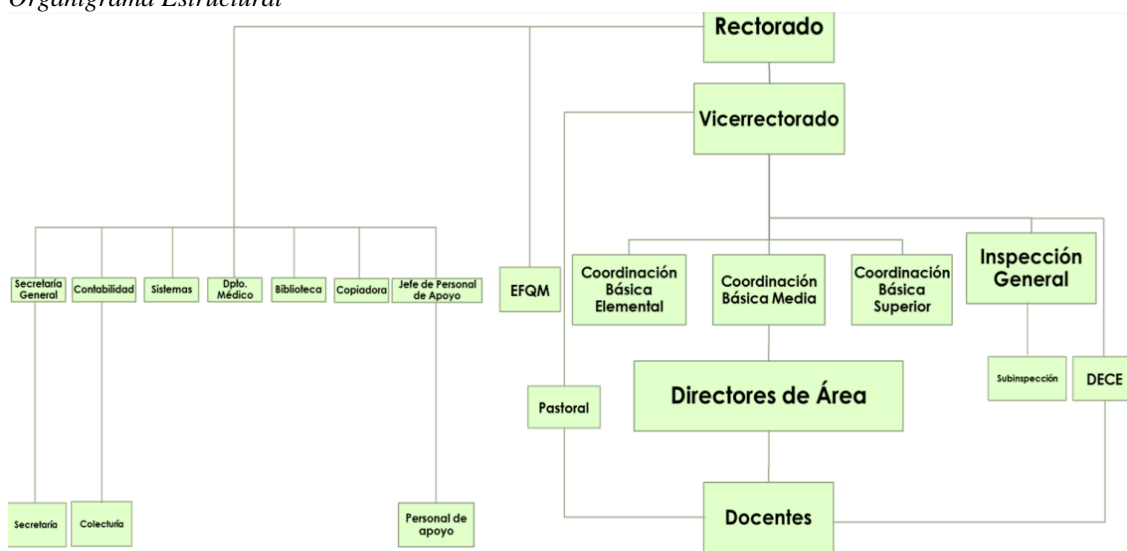 Organigrama Estructural
Rectorado
Vicerrectorado
Inspección
General
Coordinación
Básica
Elemental
Coordinación
Básica Media
Coordinación
Básica
Superior
Secretaría
General
Contabilidad
Sistemas
Dpto.
Médico
Biblioteca
Copiadora
Jefe de Personal
de Apoyo
EFQM
Subinspección
DECE
Directores de Área
Pastoral
Secretaría
Colecturía
Personal de
apoyo
Docentes